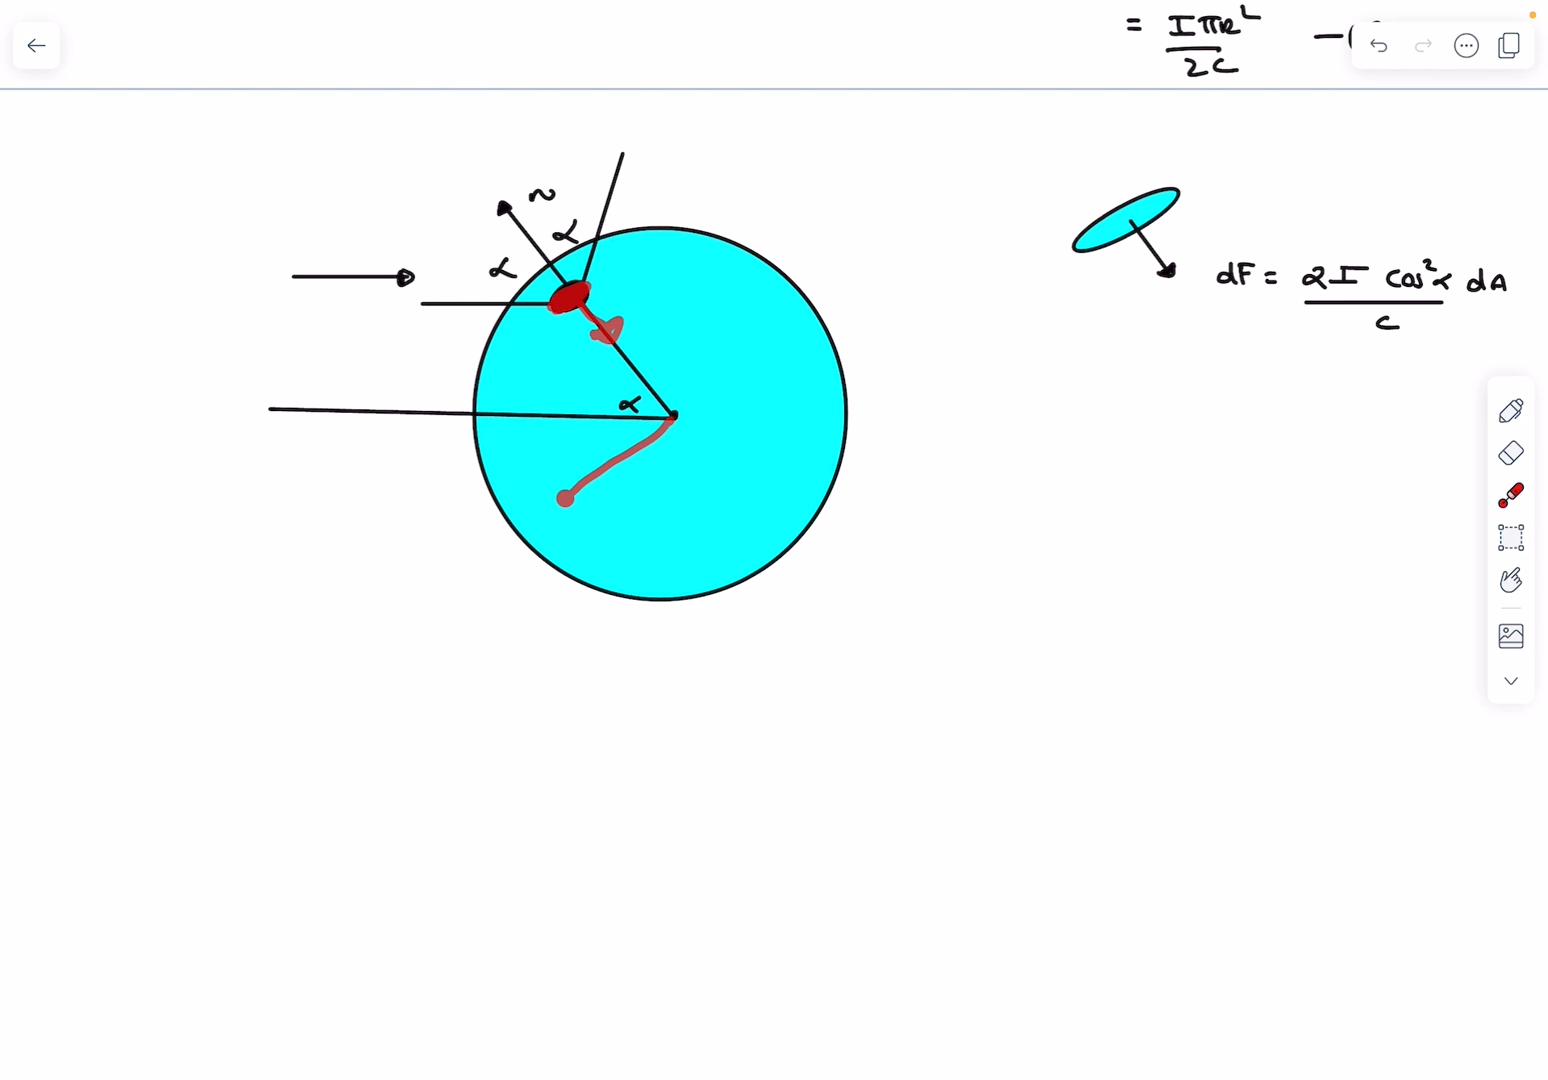 = IπR²
2C
—(
N
α
α
α
dF = 2I cos²α dA
c